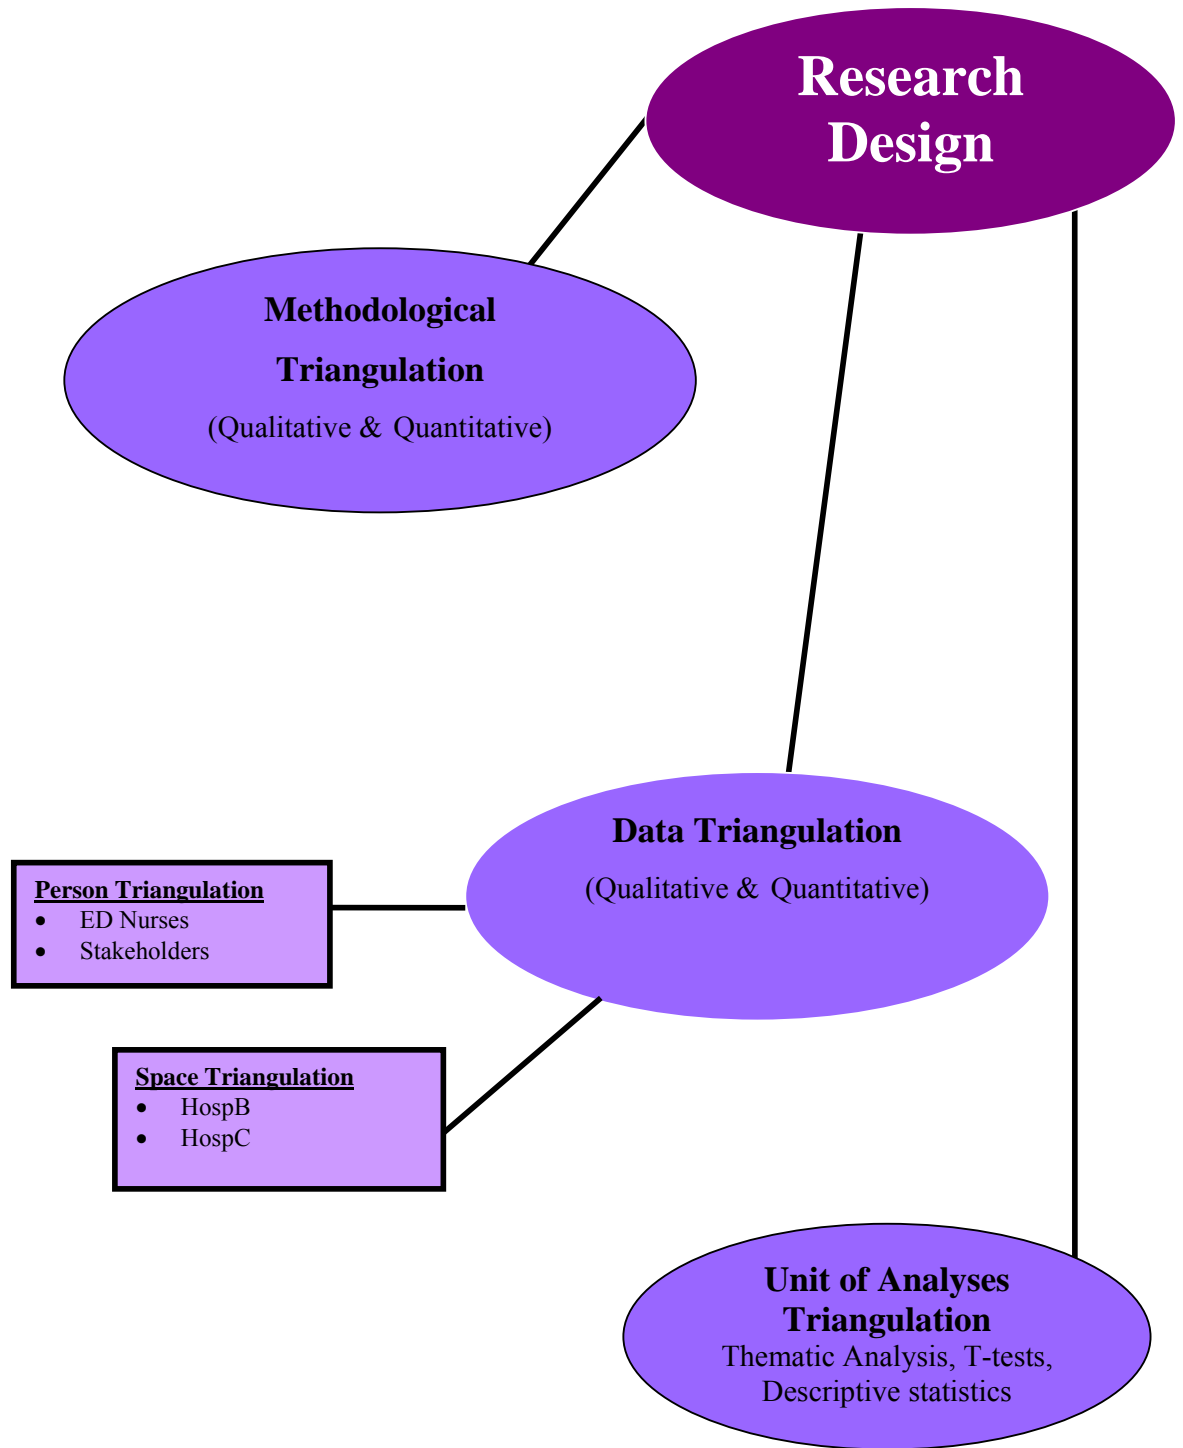 Research
Design
Methodological
Triangulation
(Qualitative & Quantitative)
Data Triangulation
(Qualitative & Quantitative)
Person Triangulation
• ED Nurses
• Stakeholders
Space Triangulation
• HospB
• HospC
Unit of Analyses
Triangulation
Thematic Analysis, T-tests,
Descriptive statistics